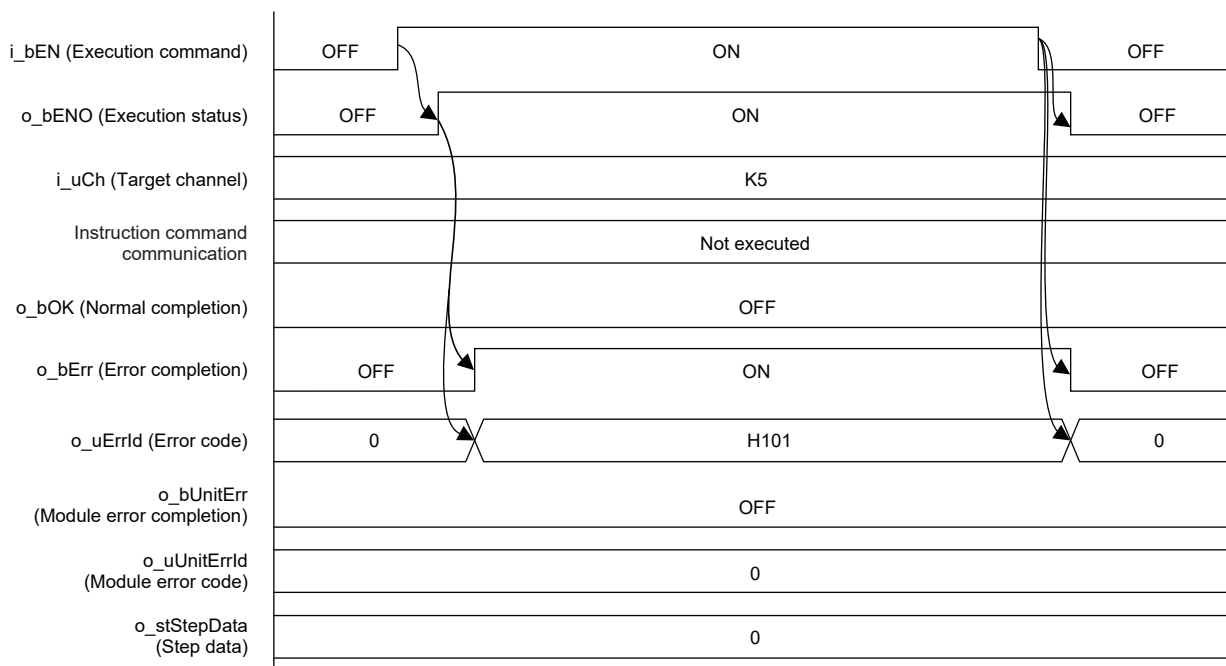 i_bEN (Execution command) OFF ON OFF
o_bENO (Execution status) OFF ON OFF
i_uCh (Target channel) K5
Instruction command
communication
Not executed
o_bOK (Normal completion) OFF
o_bErr (Error completion) OFF ON OFF
o_uErrId (Error code) 0 H101 0
o_bUnitErr
(Module error completion)
OFF
o_uUnitErrId
(Module error code)
0
o_stStepData
(Step data)
0